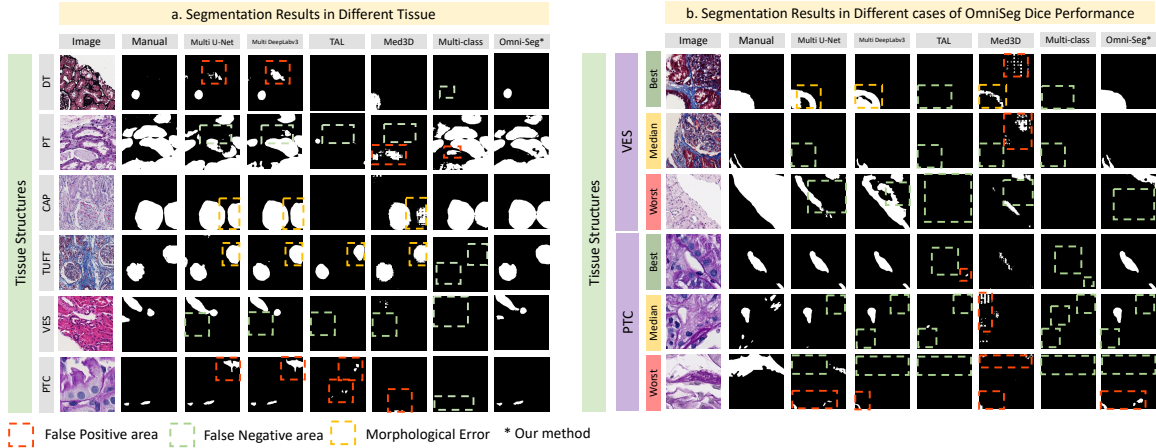 a. Segmentation Results in Different Tissue
Image Manual Multi U-Net Multi DeepLabv3 TAL Med3D Multi-class Omni-Seg*
Tissue Structures
DT
PT
CAP
TUFT
VES
PTC
b. Segmentation Results in Different cases of OmniSeg Dice Performance
Image Manual Multi U-Net Multi DeepLabv3 TAL Med3D Multi-class Omni-Seg*
Tissue Structures
VES
Best
Median
Worst
PTC
Best
Median
Worst
False Positive area False Negative area Morphological Error * Our method